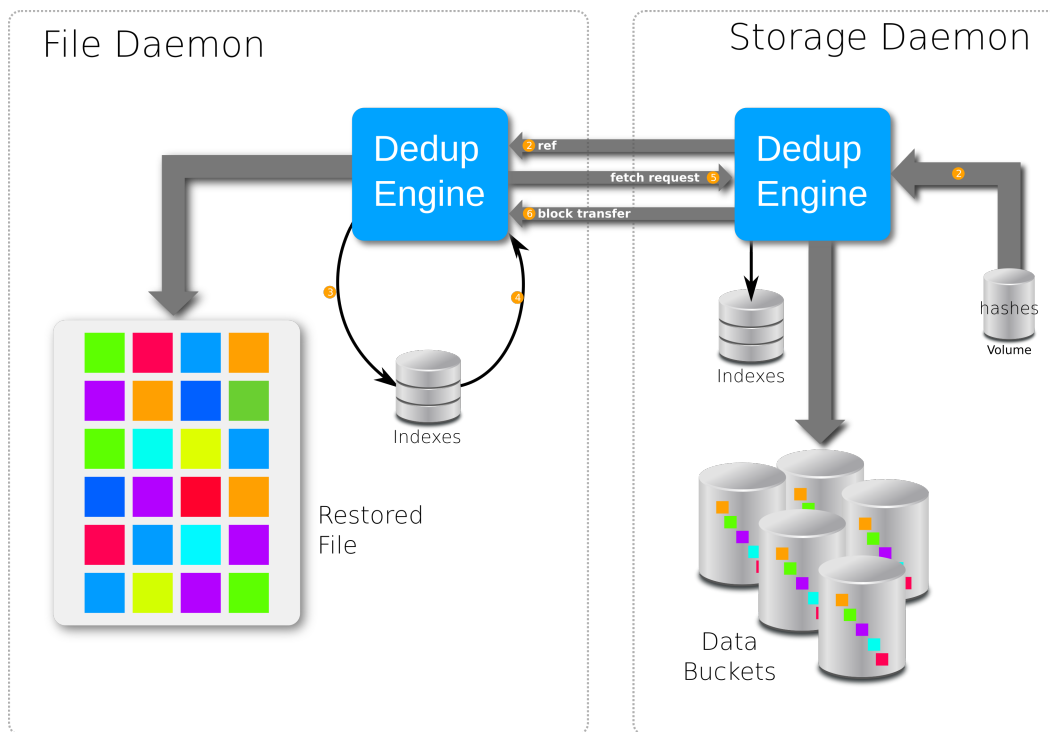 File Daemon
Storage Daemon
Dedup
Engine
2 ref
fetch request 5
6 block transfer
Dedup
Engine
2
3
4
hashes
Volume
Indexes
Indexes
Restored
File
Data
Buckets